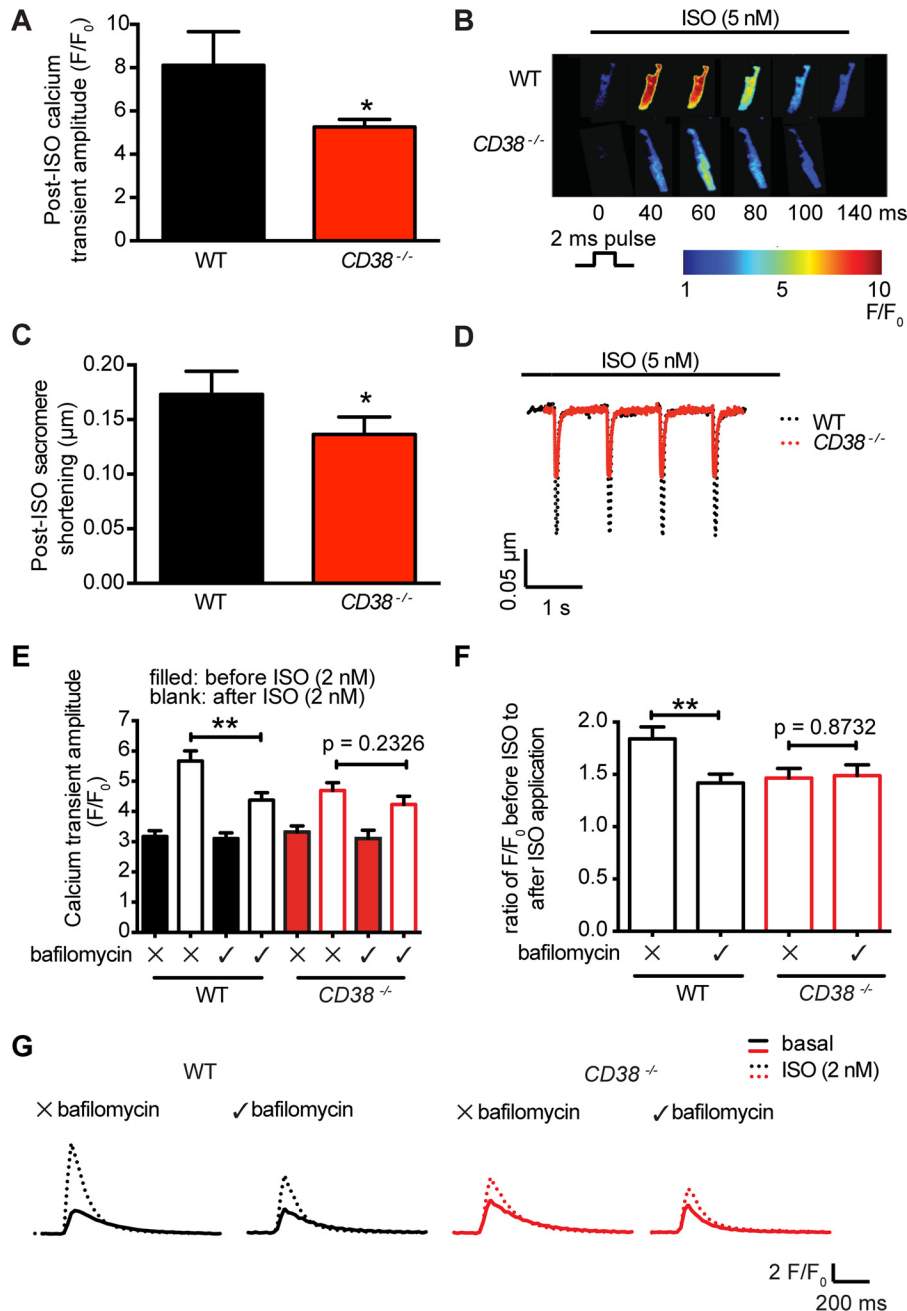 A
Post-ISO calcium
transient amplitude (F/F0)
10
8
6
4
2
0
*
WT
CD38 -/-
B
ISO (5 nM)
WT
CD38-/-
0 40 60 80 100 140 ms
2 ms pulse
1 5 10
F/F0
C
Post-ISO sacromere
shortening (μm)
0.20
0.15
0.10
0.05
0.00
*
WT
CD38 -/-
D
ISO (5 nM)
WT
CD38 -/-
0.05 μm
1 s
E
filled: before ISO (2 nM)
blank: after ISO (2 nM)
Calcium transient amplitude
(F/F0)
7
6
5
4
3
2
1
0
**
p = 0.2326
bafilomycin × × ✓ ✓ × × ✓ ✓
WT
CD38 -/-
F
ratio of F/F0 before ISO to
after ISO application
2.0
1.5
1.0
0.5
0.0
**
p = 0.8732
bafilomycin × ✓ × ✓
WT
CD38 -/-
G
WT
CD38 -/-
basal
ISO (2 nM)
× bafilomycin
✓ bafilomycin
× bafilomycin
✓ bafilomycin
2 F/F0
200 ms